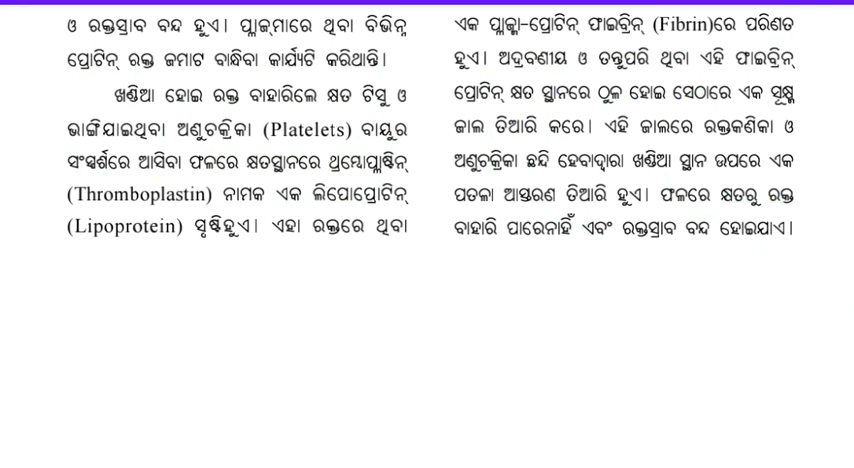 ଓ ରକ୍ତସ୍ରାବ ବନ୍ଦ ହୁଏ। ପ୍ଲାଜ୍‌ମାରେ ଥିବା ବିଭିନ୍ନ
ପ୍ରୋଟିନ୍ ରକ୍ତ ଜମାଟ ବାନ୍ଧିବା କାର୍ଯ୍ୟଟି କରିଥାନ୍ତି।
ଖଣ୍ଡିଆ ହୋଇ ରକ୍ତ ବାହାରିଲେ କ୍ଷତ ଟିସୁ ଓ
ଭାଙ୍ଗିଯାଇଥିବା ଅଣୁଚକ୍ରିକା (Platelets) ବାୟୁର
ସଂସ୍ପର୍ଶରେ ଆସିବା ଫଳରେ କ୍ଷତସ୍ଥାନରେ ଥ୍ରମ୍ବୋପ୍ଲାଷ୍ଟିନ୍
(Thromboplastin) ନାମକ ଏକ ଲିପୋପ୍ରୋଟିନ୍
(Lipoprotein) ସୃଷ୍ଟିହୁଏ। ଏହା ରକ୍ତରେ ଥିବା
ଏକ ପ୍ଲାଜ୍ମା-ପ୍ରୋଟିନ୍ ଫାଇବ୍ରିନ୍ (Fibrin)ରେ ପରିଣତ
ହୁଏ। ଅଦ୍ରବଣୀୟ ଓ ତନ୍ତୁପରି ଥିବା ଏହି ଫାଇବ୍ରିନ୍
ପ୍ରୋଟିନ୍ କ୍ଷତ ସ୍ଥାନରେ ଠୁଳ ହୋଇ ସେଠାରେ ଏକ ସୂକ୍ଷ୍ମ
ଜାଲ ତିଆରି କରେ। ଏହି ଜାଲରେ ରକ୍ତକଣିକା ଓ
ଅଣୁଚକ୍ରିକା ଛନ୍ଦି ହେବାଦ୍ୱାରା ଖଣ୍ଡିଆ ସ୍ଥାନ ଉପରେ ଏକ
ପତଳା ଆସ୍ତରଣ ତିଆରି ହୁଏ। ଫଳରେ କ୍ଷତରୁ ରକ୍ତ
ବାହାରି ପାରେନାହିଁ ଏବଂ ରକ୍ତସ୍ରାବ ବନ୍ଦ ହୋଇଯାଏ।